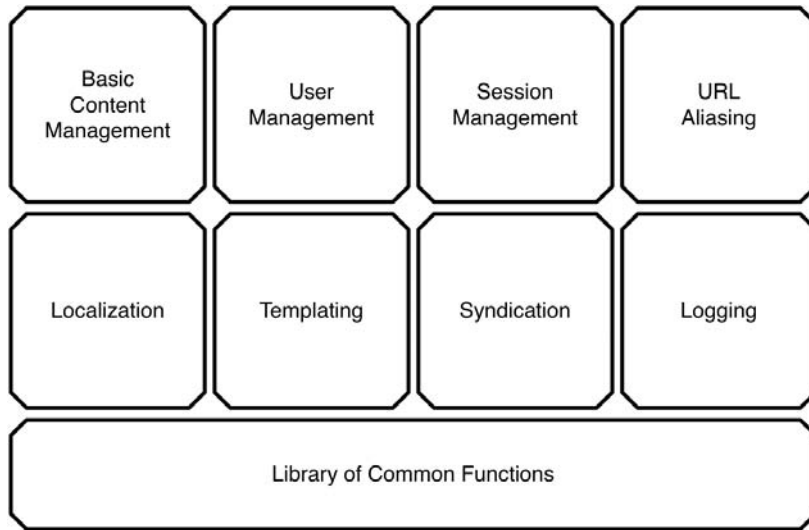 Basic
Content
Management
User
Management
Session
Management
URL
Aliasing
Localization
Templating
Syndication
Logging
Library of Common Functions